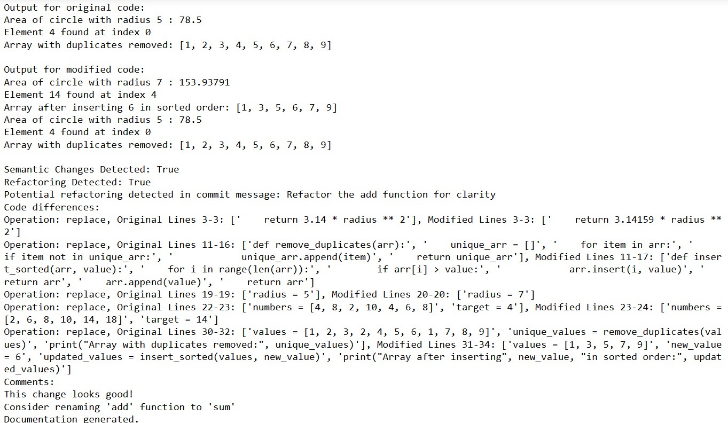 Output for original code:
Area of circle with radius 5 : 78.5
Element 4 found at index 0
Array with duplicates removed: [1, 2, 3, 4, 5, 6, 7, 8, 9]

Output for modified code:
Area of circle with radius 7 : 153.93791
Element 14 found at index 4
Array after inserting 6 in sorted order: [1, 3, 5, 6, 7, 9]
Area of circle with radius 5 : 78.5
Element 4 found at index 0
Array with duplicates removed: [1, 2, 3, 4, 5, 6, 7, 8, 9]

Semantic Changes Detected: True
Refactoring Detected: True
Potential refactoring detected in commit message: Refactor the add function for clarity
Code differences:
Operation: replace, Original Lines 3-3: ['    return 3.14 * radius ** 2'], Modified Lines 3-3: ['    return 3.14159 * radius **
2']
Operation: replace, Original Lines 11-16: ['def remove_duplicates(arr):', '    unique_arr = []', '    for item in arr:', '
if item not in unique_arr:', '            unique_arr.append(item)', '    return unique_arr'], Modified Lines 11-17: ['def inser
t_sorted(arr, value):', '    for i in range(len(arr)):', '        if arr[i] > value:', '            arr.insert(i, value)', '
return arr', '    arr.append(value)', '    return arr']
Operation: replace, Original Lines 19-19: ['radius = 5'], Modified Lines 20-20: ['radius = 7']
Operation: replace, Original Lines 22-23: ['numbers = [4, 8, 2, 10, 4, 6, 8]', 'target = 4'], Modified Lines 23-24: ['numbers =
[2, 6, 8, 10, 14, 18]', 'target = 14']
Operation: replace, Original Lines 30-32: ['values = [1, 2, 3, 2, 4, 5, 6, 1, 7, 8, 9]', 'unique_values = remove_duplicates(val
ues)', 'print("Array with duplicates removed:", unique_values)'], Modified Lines 31-34: ['values = [1, 3, 5, 7, 9]', 'new_value
= 6', 'updated_values = insert_sorted(values, new_value)', 'print("Array after inserting", new_value, "in sorted order:", updat
ed_values)']
Comments:
This change looks good!
Consider renaming 'add' function to 'sum'
Documentation generated.